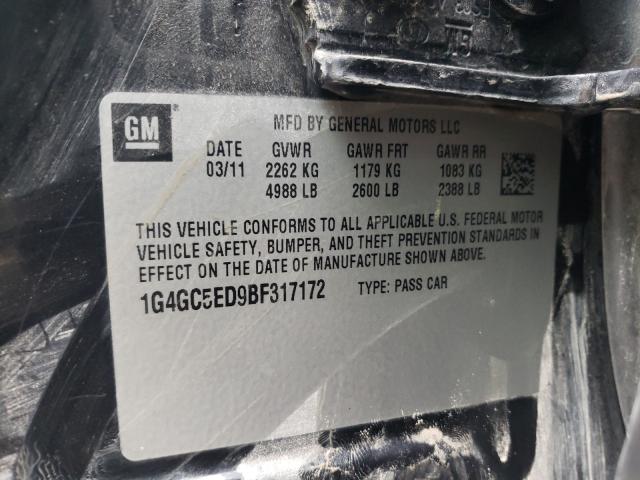 GM
MFD BY GENERAL MOTORS LLC
DATE GVWR GAWR FRT GAWR RR
03/11 2262 KG 1179 KG 1083 KG
4988 LB 2600 LB 2388 LB
THIS VEHICLE CONFORMS TO ALL APPLICABLE U.S. FEDERAL MOTOR
VEHICLE SAFETY, BUMPER, AND THEFT PREVENTION STANDARDS IN
EFFECT ON THE DATE OF MANUFACTURE SHOWN ABOVE.
1G4GC5ED9BF317172 TYPE: PASS CAR